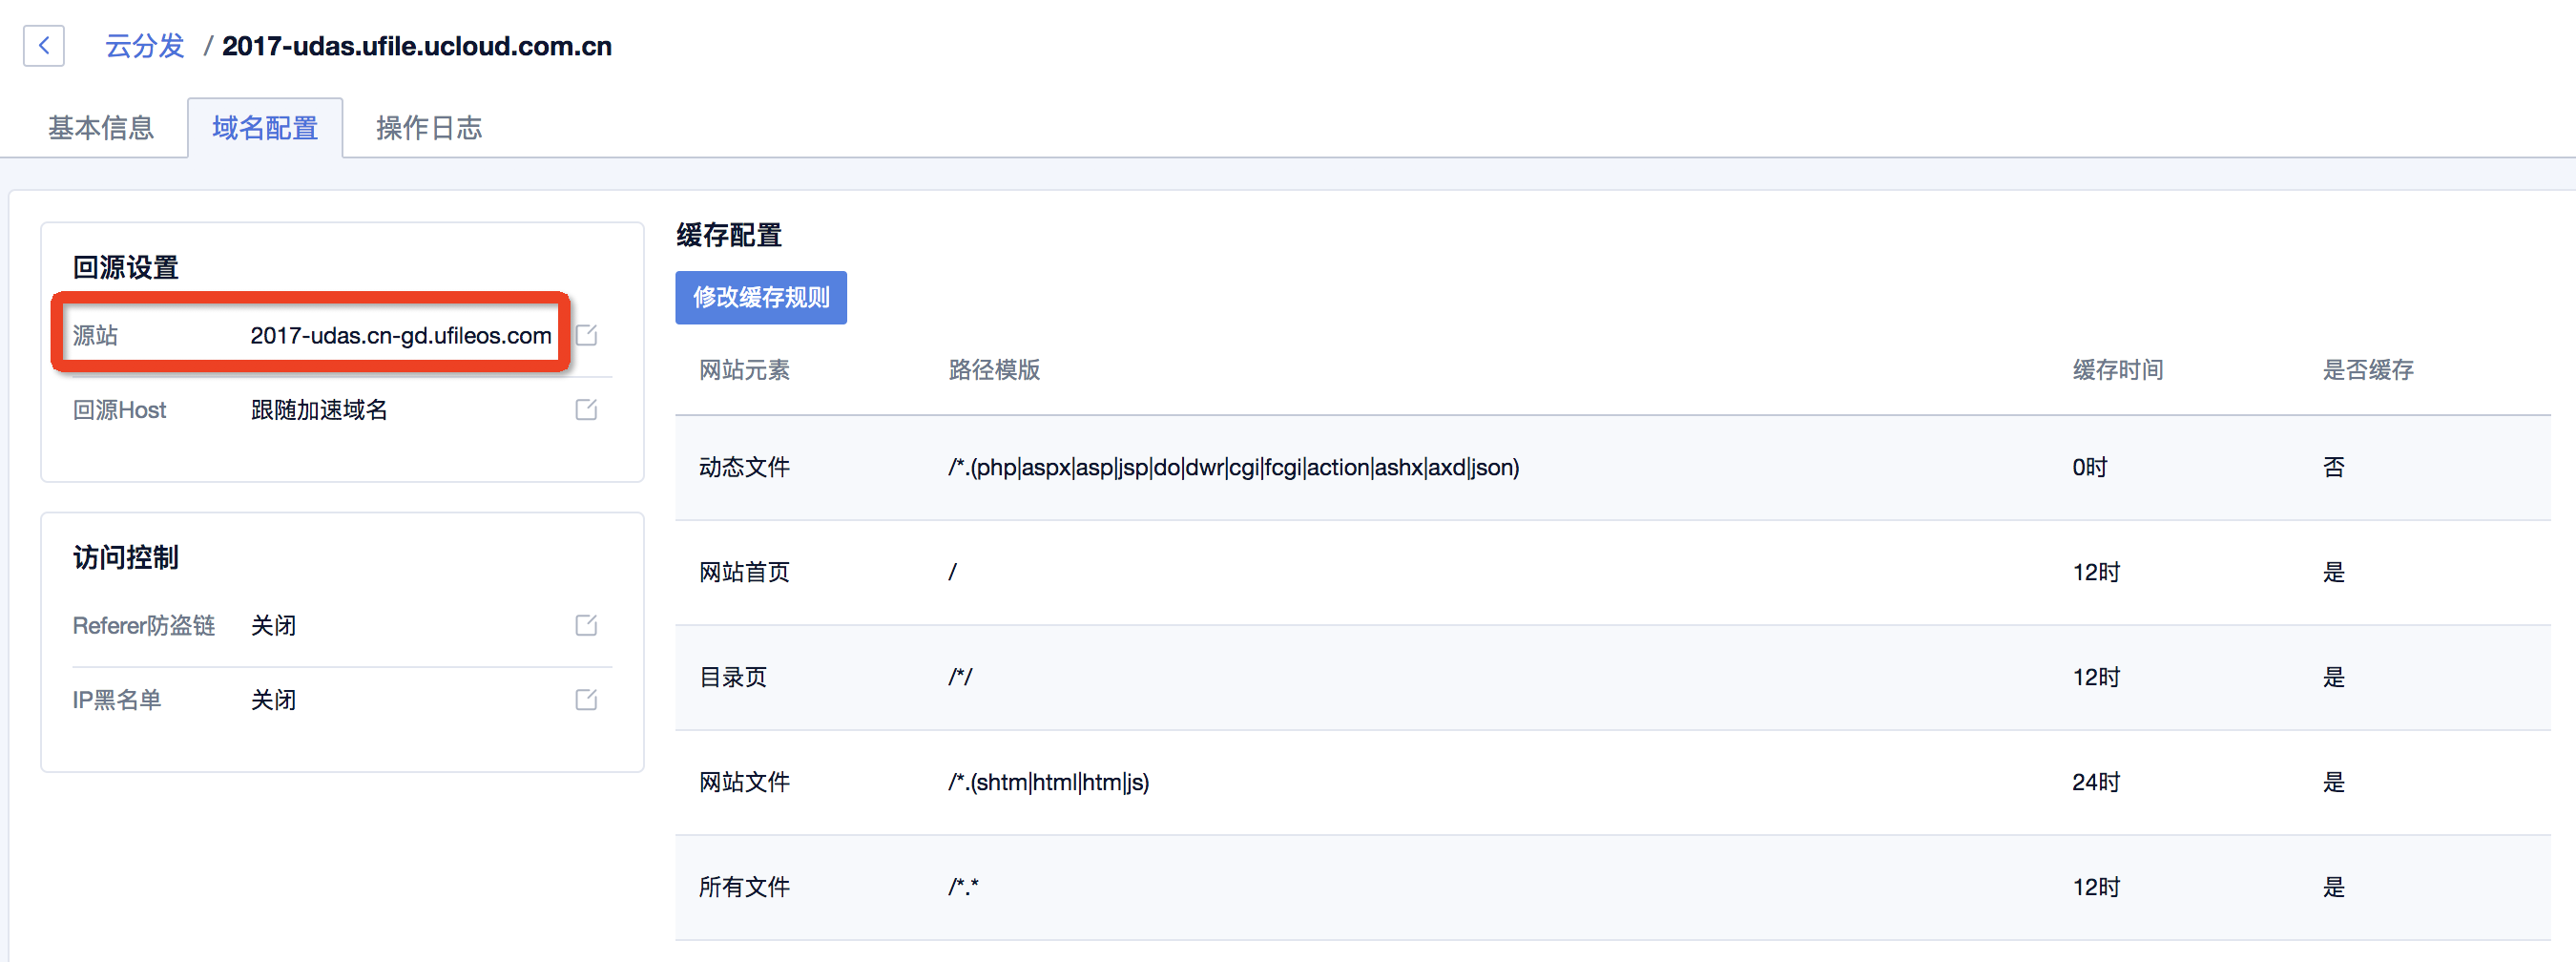 云分发 / 2017-udas.ufile.ucloud.com.cn
基本信息 域名配置 操作日志
回源设置
源站 2017-udas.cn-gd.ufileos.com
回源Host 跟随加速域名
访问控制
Referer防盗链 关闭
IP黑名单 关闭
缓存配置
修改缓存规则
网站元素 路径模版 缓存时间 是否缓存
动态文件 /*.(php|aspx|asp|jsp|do|dwr|cgi|fcgi|action|ashx|axd|json) 0时 否
网站首页 / 12时 是
目录页 /*/ 12时 是
网站文件 /*.(shtm|html|htm|js) 24时 是
所有文件 /*.* 12时 是